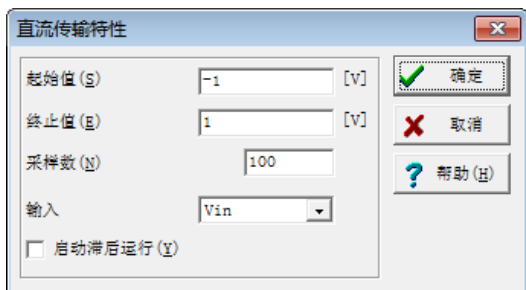 直流传输特性
起始值(S) -1 [V]
终止值(E) 1 [V]
采样数(N) 100
输入 Vin
启动滞后运行(Y)
确定
取消
帮助(H)